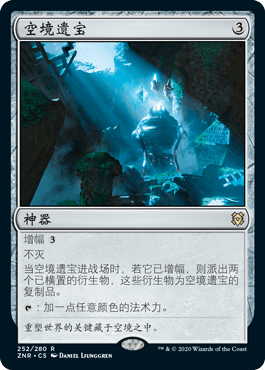 空境遗宝 3
神器
增幅 3
不灭
当空境遗宝进战场时，若它已增幅，则派出两
个已横置的衍生物，这些衍生物为空境遗宝的
复制品。
：加一点任意颜色的法术力。
重塑世界的关键藏于空境之中。
252/280 R
ZNR • CS DANIEL LJUNGGREN
™ & © 2020 Wizards of the Coast